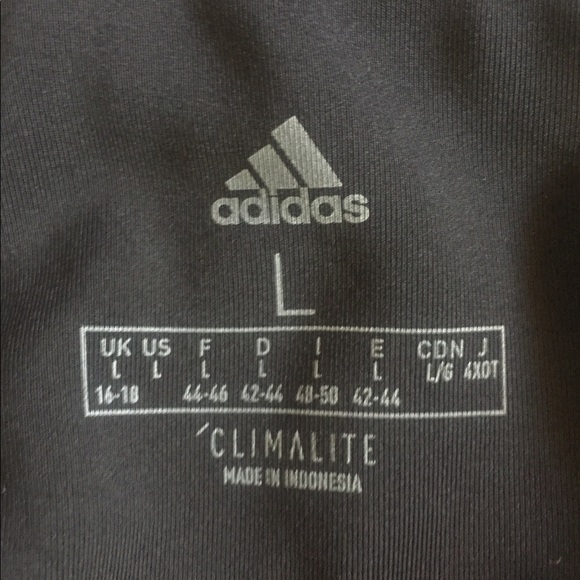 adidas
L
UK US F D I E CDN J
L L L L L L L/G 4XOT
16-18 44-46 42-44 48-50 42-44
´CLIMALITE
MADE IN INDONESIA